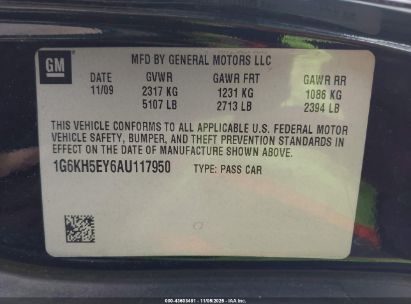 GM
MFD BY GENERAL MOTORS LLC
DATE GVWR GAWR FRT GAWR RR
11/09 2317 KG 1231 KG 1086 KG
5107 LB 2713 LB 2394 LB
THIS VEHICLE CONFORMS TO ALL APPLICABLE U.S. FEDERAL MOTOR
VEHICLE SAFETY, BUMPER, AND THEFT PREVENTION STANDARDS IN
EFFECT ON THE DATE OF MANUFACTURE SHOWN ABOVE.
1G6KH5EY6AU117950 TYPE: PASS CAR